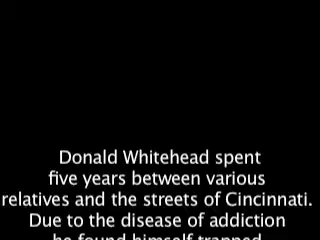 Donald Whitehead spent
five years between various
relatives and the streets of Cincinnati.
Due to the disease of addiction
he found himself trapped